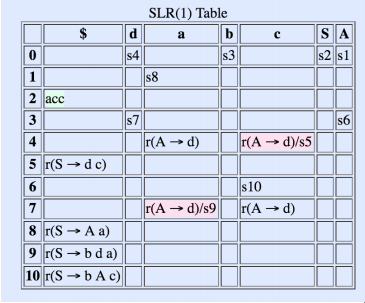 SLR(1) Table
$ d a b c S A
0 s4 s3 s2 s1
1 s8
2 acc
3 s7 s6
4 r(A → d) r(A → d)/s5
5 r(S → d c)
6 s10
7 r(A → d)/s9 r(A → d)
8 r(S → A a)
9 r(S → b d a)
10 r(S → b A c)